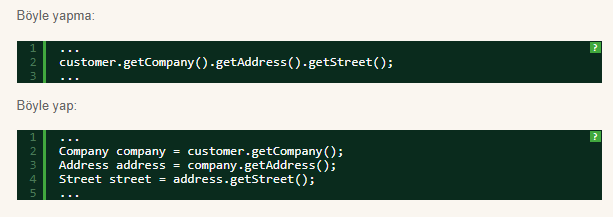 Böyle yapma:
1 ...
2 customer.getCompany().getAddress().getStreet();
3 ...
?
Böyle yap:
1 ...
2 Company company = customer.getCompany();
3 Address address = company.getAddress();
4 Street street = address.getStreet();
5 ...
?